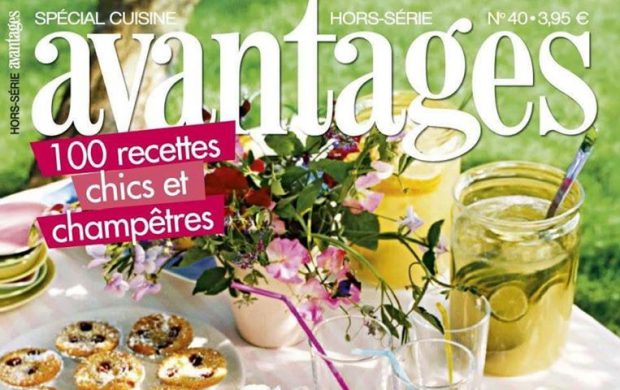 SPÉCIAL CUISINE
HORS-SÉRIE
N°40 • 3,95 €
avantages
HORS-SÉRIE avantages
100 recettes
chics et
champêtres